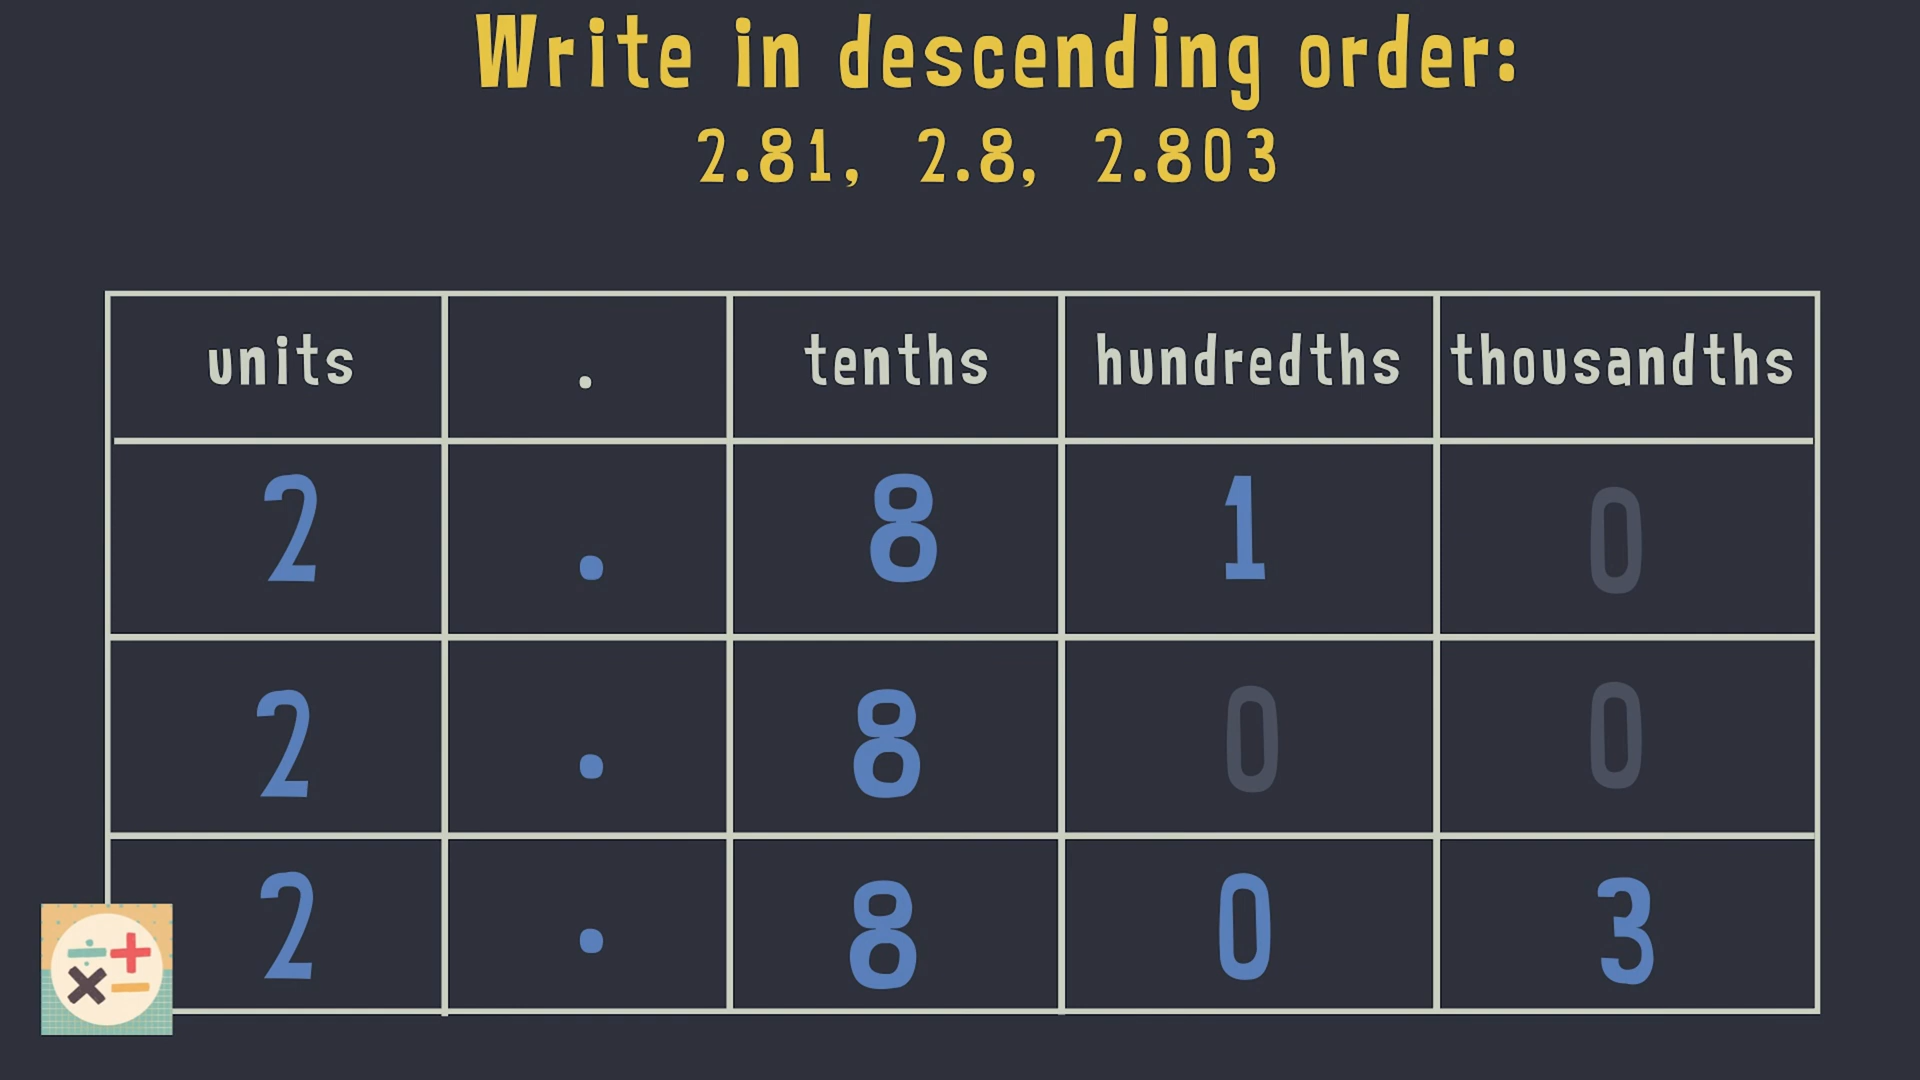 Write in descending order:
2.81, 2.8, 2.803
units . tenths hundredths thousandths
2 . 8 1 0
2 . 8 0 0
2 . 8 0 3